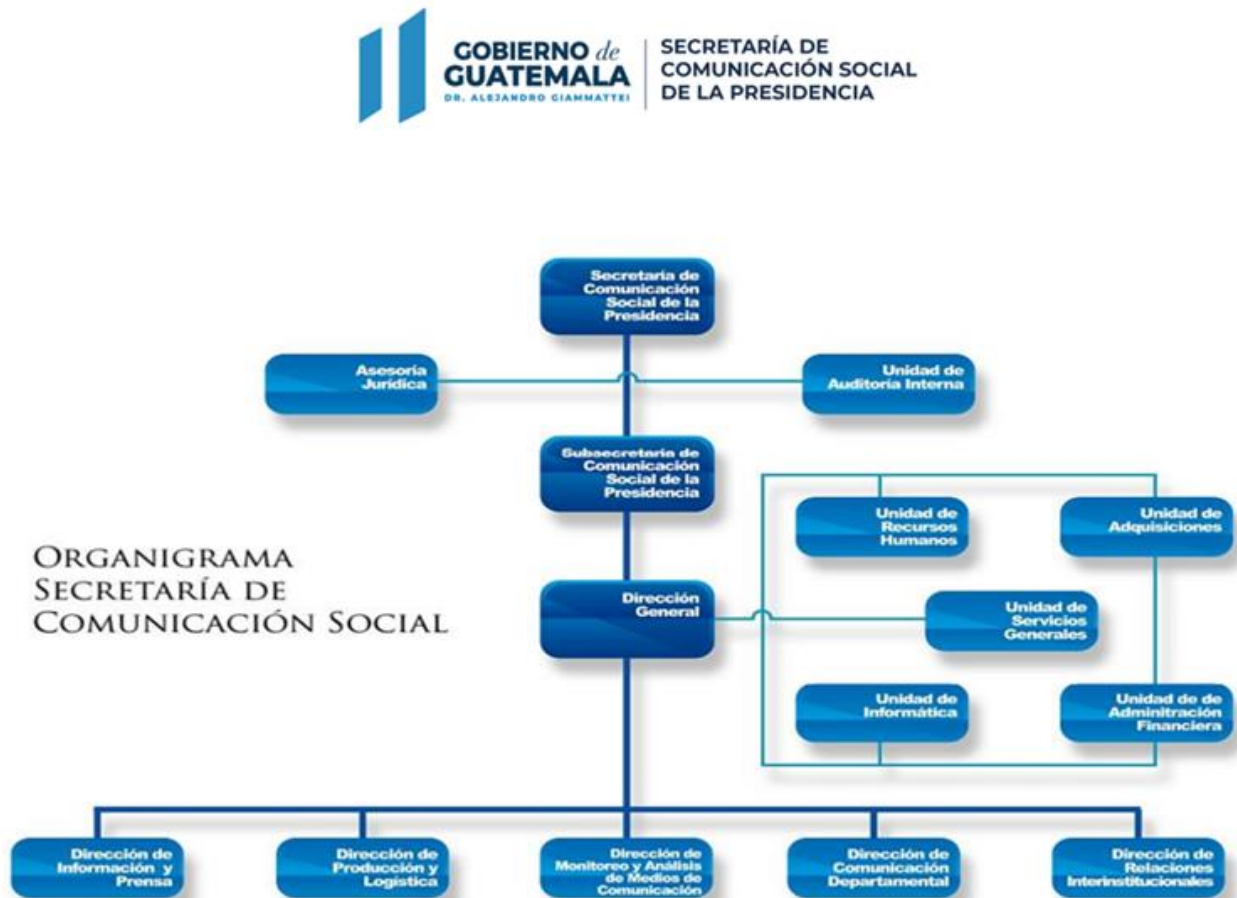 GOBIERNO de
GUATEMALA
DR. ALEJANDRO GIAMMATTEI
SECRETARÍA DE
COMUNICACIÓN SOCIAL
DE LA PRESIDENCIA
Secretaría de
Comunicación
Social de la
Presidencia
Asesoría
Jurídica
Unidad de
Auditoría Interna
Subsecretaría de
Comunicación
Social de la
Presidencia
Unidad de
Recursos
Humanos
Unidad de
Adquisiciones
ORGANIGRAMA
SECRETARÍA DE
COMUNICACIÓN SOCIAL
Dirección
General
Unidad de
Servicios
Generales
Unidad de
Informática
Unidad de de
Adminitración
Financiera
Dirección de
Información y
Prensa
Dirección de
Producción y
Logística
Dirección de
Monitoreo y Análisis
de Medios de
Comunicación
Dirección de
Comunicación
Departamental
Dirección de
Relaciones
Interinstitucionales